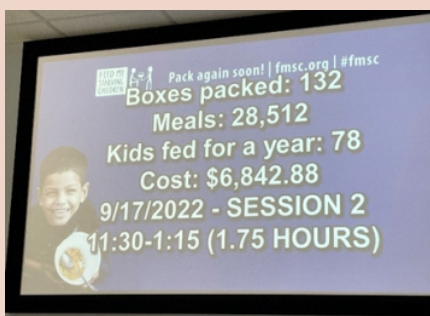 FEED MY
STARVING
CHILDREN
Pack again soon! | fmsc.org | #fmsc
Boxes packed: 132
Meals: 28,512
Kids fed for a year: 78
Cost: $6,842.88
9/17/2022 - SESSION 2
11:30-1:15 (1.75 HOURS)